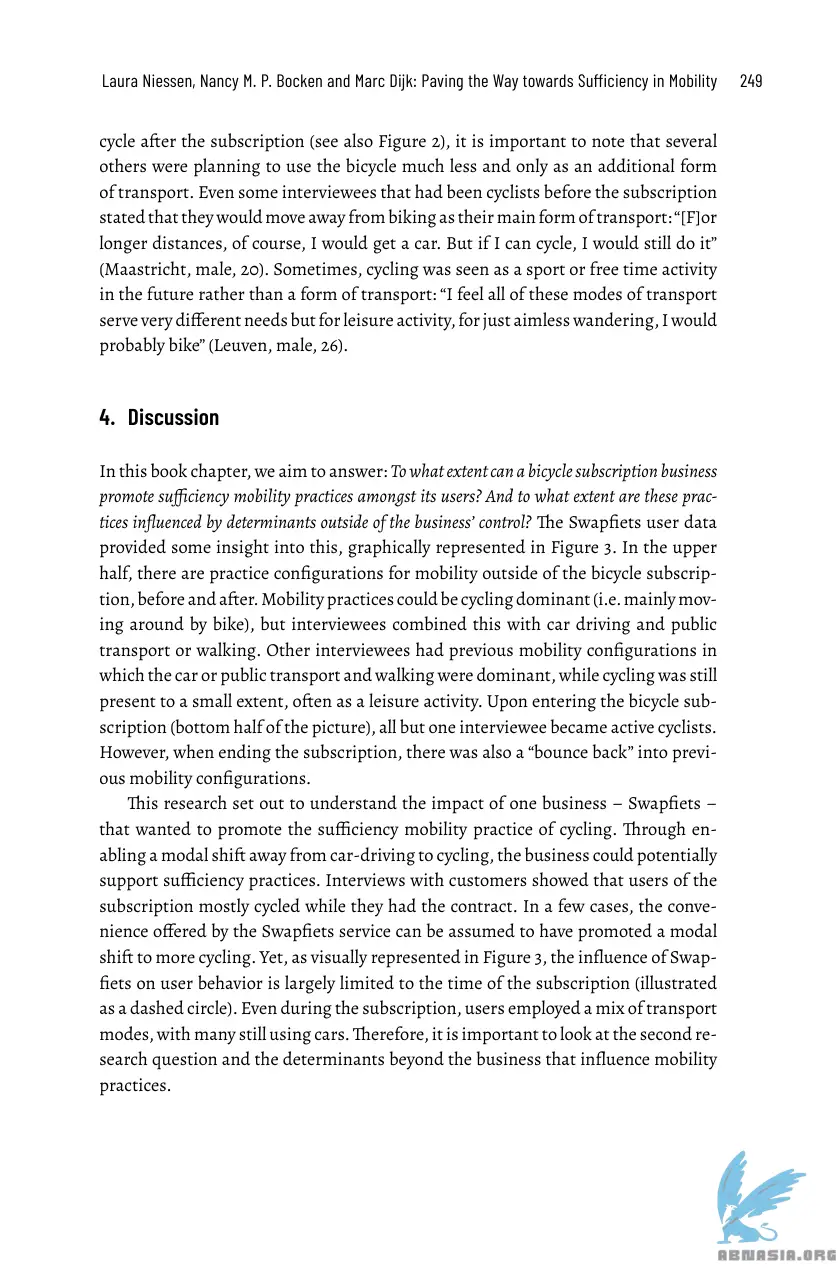 Laura Niessen, Nancy M. P. Bocken and Marc Dijk: Paving the Way towards Sufficiency in Mobility 249
cycle after the subscription (see also Figure 2), it is important to note that several
others were planning to use the bicycle much less and only as an additional form
of transport. Even some interviewees that had been cyclists before the subscription
stated that they would move away from biking as their main form of transport: “[F]or
longer distances, of course, I would get a car. But if I can cycle, I would still do it”
(Maastricht, male, 20). Sometimes, cycling was seen as a sport or free time activity
in the future rather than a form of transport: “I feel all of these modes of transport
serve very different needs but for leisure activity, for just aimless wandering, I would
probably bike” (Leuven, male, 26).
4. Discussion
In this book chapter, we aim to answer: To what extent can a bicycle subscription business
promote sufficiency mobility practices amongst its users? And to what extent are these prac-
tices influenced by determinants outside of the business’ control? The Swapfiets user data
provided some insight into this, graphically represented in Figure 3. In the upper
half, there are practice configurations for mobility outside of the bicycle subscrip-
tion, before and after. Mobility practices could be cycling dominant (i.e. mainly mov-
ing around by bike), but interviewees combined this with car driving and public
transport or walking. Other interviewees had previous mobility configurations in
which the car or public transport and walking were dominant, while cycling was still
present to a small extent, often as a leisure activity. Upon entering the bicycle sub-
scription (bottom half of the picture), all but one interviewee became active cyclists.
However, when ending the subscription, there was also a “bounce back” into previ-
ous mobility configurations.
This research set out to understand the impact of one business – Swapfiets –
that wanted to promote the sufficiency mobility practice of cycling. Through en-
abling a modal shift away from car-driving to cycling, the business could potentially
support sufficiency practices. Interviews with customers showed that users of the
subscription mostly cycled while they had the contract. In a few cases, the conve-
nience offered by the Swapfiets service can be assumed to have promoted a modal
shift to more cycling. Yet, as visually represented in Figure 3, the influence of Swap-
fiets on user behavior is largely limited to the time of the subscription (illustrated
as a dashed circle). Even during the subscription, users employed a mix of transport
modes, with many still using cars. Therefore, it is important to look at the second re-
search question and the determinants beyond the business that influence mobility
practices.
ABNASIA.ORG